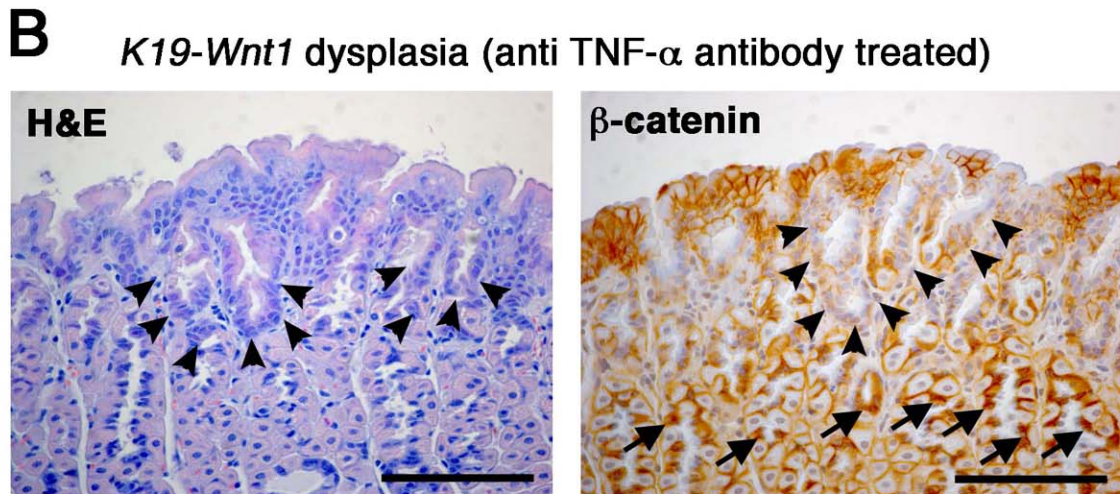 B
K19-Wnt1 dysplasia (anti TNF-α antibody treated)
H&E
β-catenin